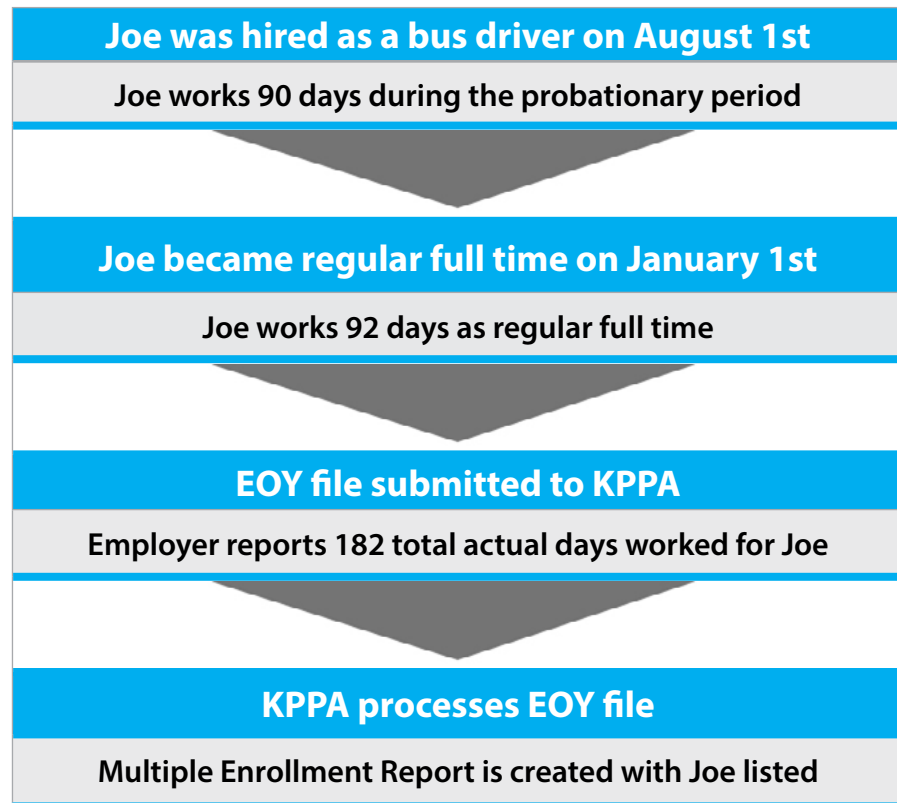 Joe was hired as a bus driver on August 1st
Joe works 90 days during the probationary period
Joe became regular full time on January 1st
Joe works 92 days as regular full time
EOY file submitted to KPPA
Employer reports 182 total actual days worked for Joe
KPPA processes EOY file
Multiple Enrollment Report is created with Joe listed